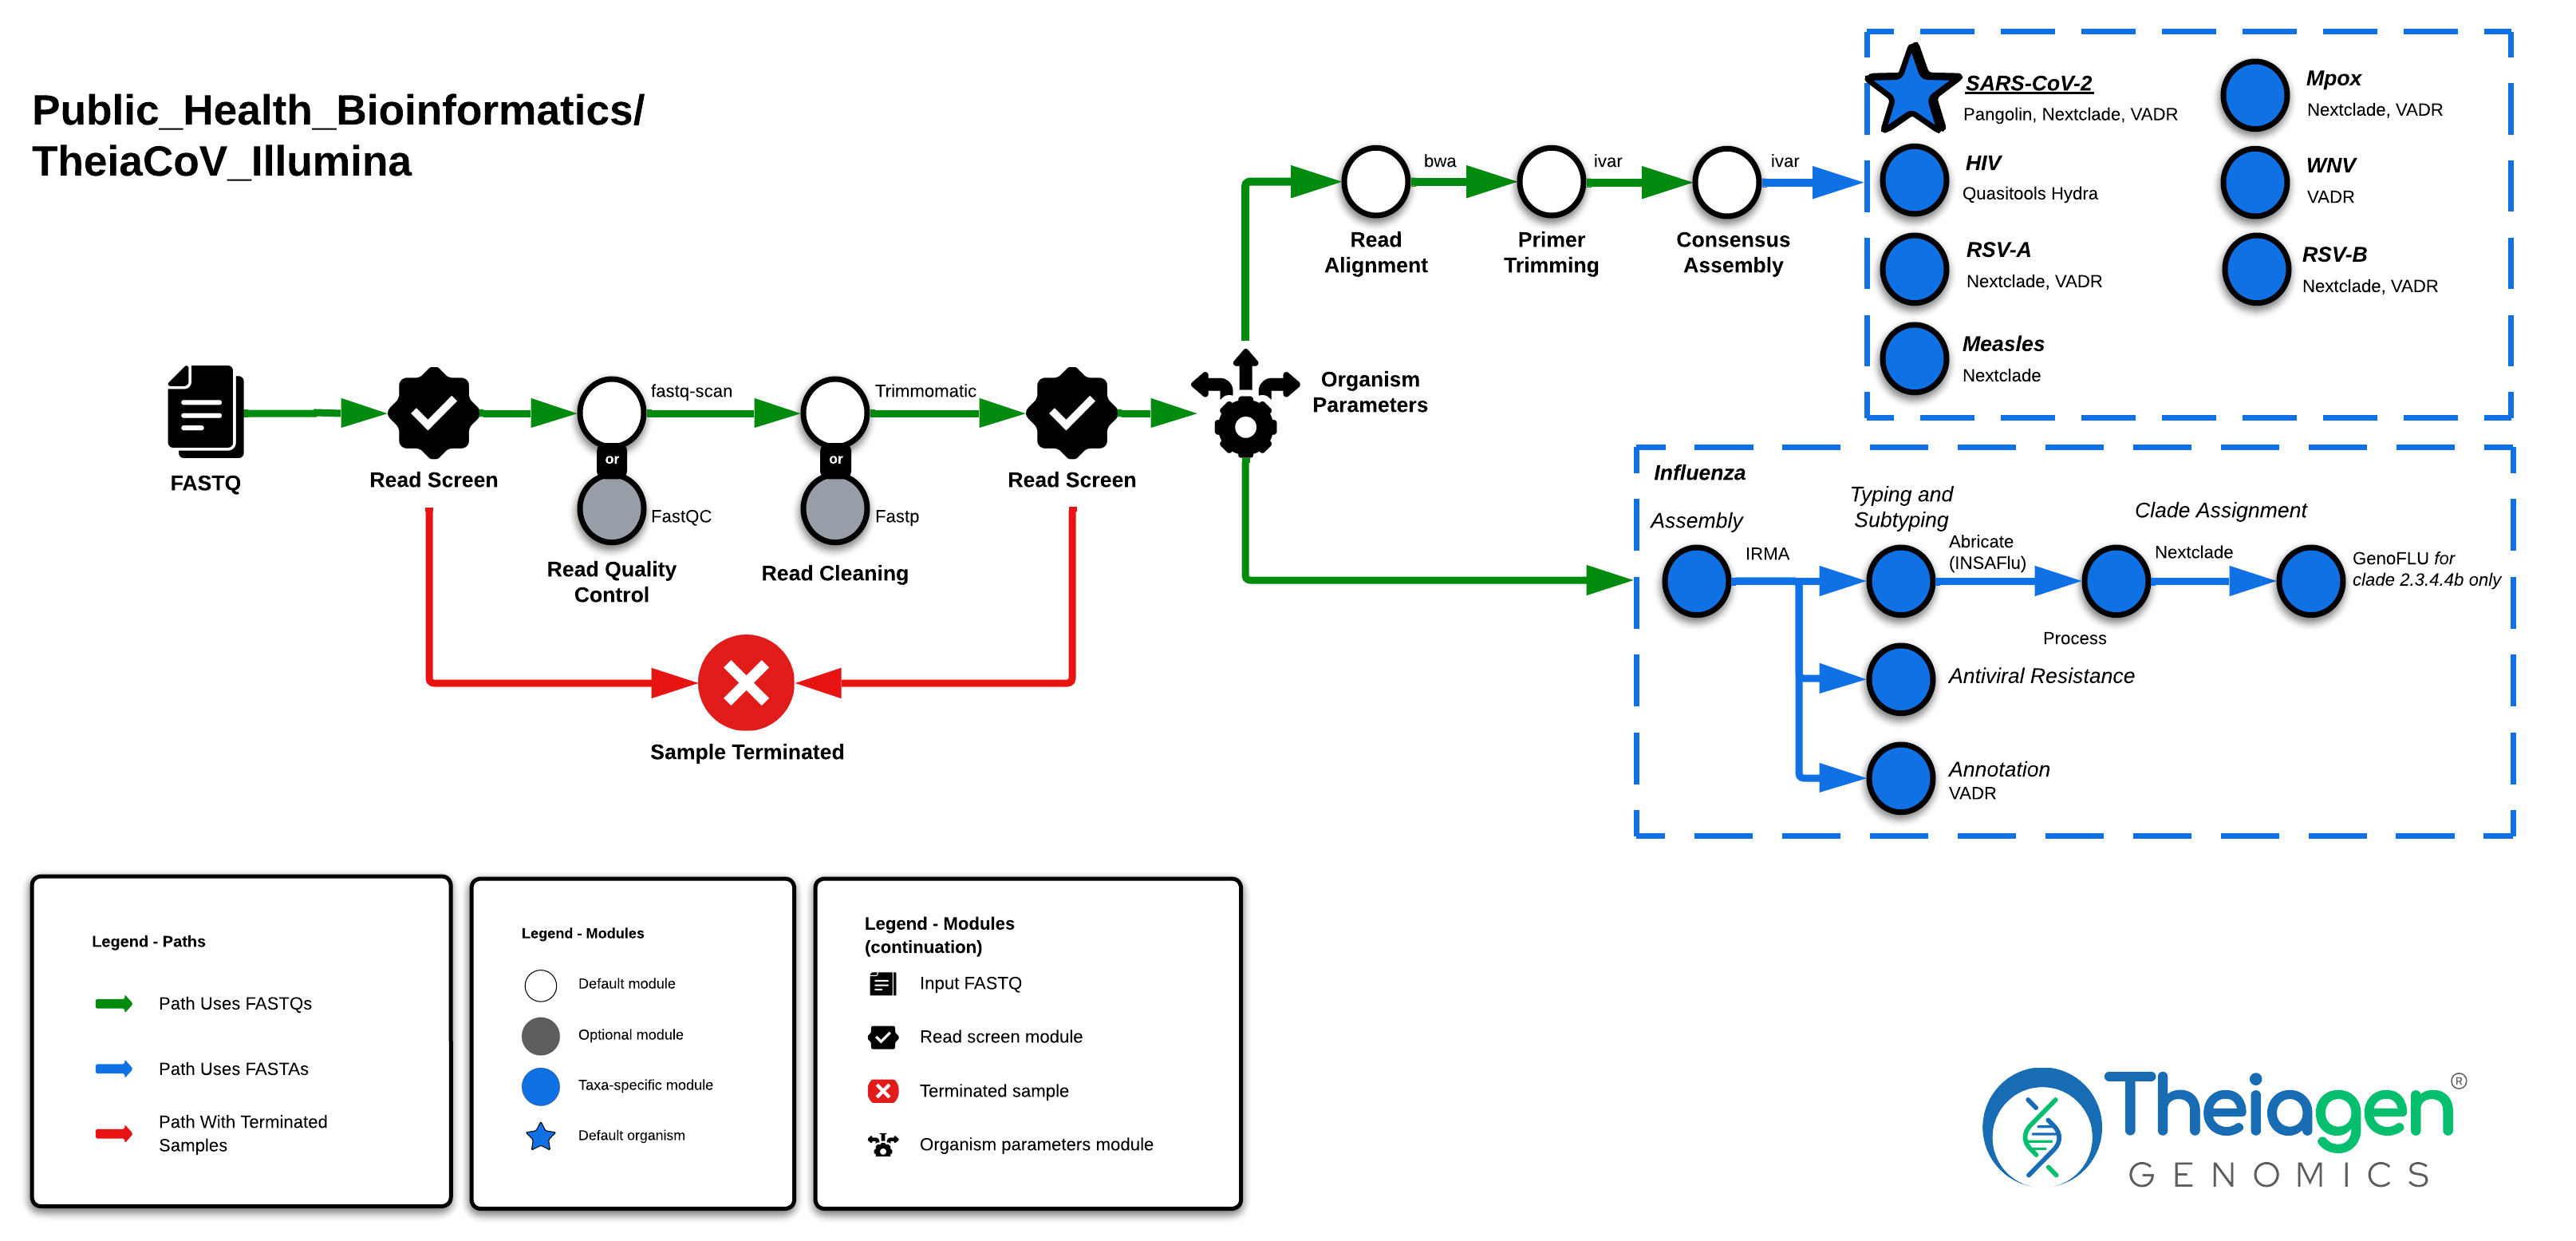 Public_Health_Bioinformatics/
TheiaCoV_Illumina
FASTQ
Read Screen
fastq-scan
or
FastQC
Read Quality
Control
Trimmomatic
or
Fastp
Read Cleaning
Read Screen
Sample Terminated
Organism
Parameters
bwa
Read
Alignment
ivar
Primer
Trimming
ivar
Consensus
Assembly
SARS-CoV-2
Pangolin, Nextclade, VADR
HIV
Quasitools Hydra
RSV-A
Nextclade, VADR
Measles
Nextclade
Mpox
Nextclade, VADR
WNV
VADR
RSV-B
Nextclade, VADR
Influenza
Assembly
IRMA
Typing and
Subtyping
Abricate
(INSAFlu)
Clade Assignment
Nextclade
GenoFLU for
clade 2.3.4.4b only
Process
Antiviral Resistance
Annotation
VADR
Legend - Paths
Path Uses FASTQs
Path Uses FASTAs
Path With Terminated
Samples
Legend - Modules
Default module
Optional module
Taxa-specific module
Default organism
Legend - Modules
(continuation)
Input FASTQ
Read screen module
Terminated sample
Organism parameters module
Theiagen®
GENOMICS